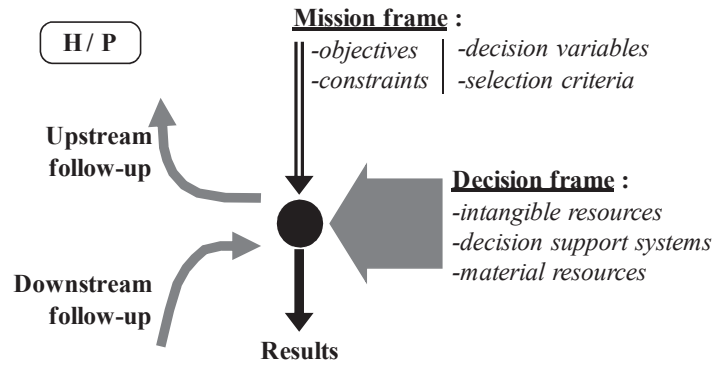 H / P
Mission frame :
-objectives
-constraints
-decision variables
-selection criteria
Upstream
follow-up
Decision frame :
-intangible resources
-decision support systems
-material resources
Downstream
follow-up
Results